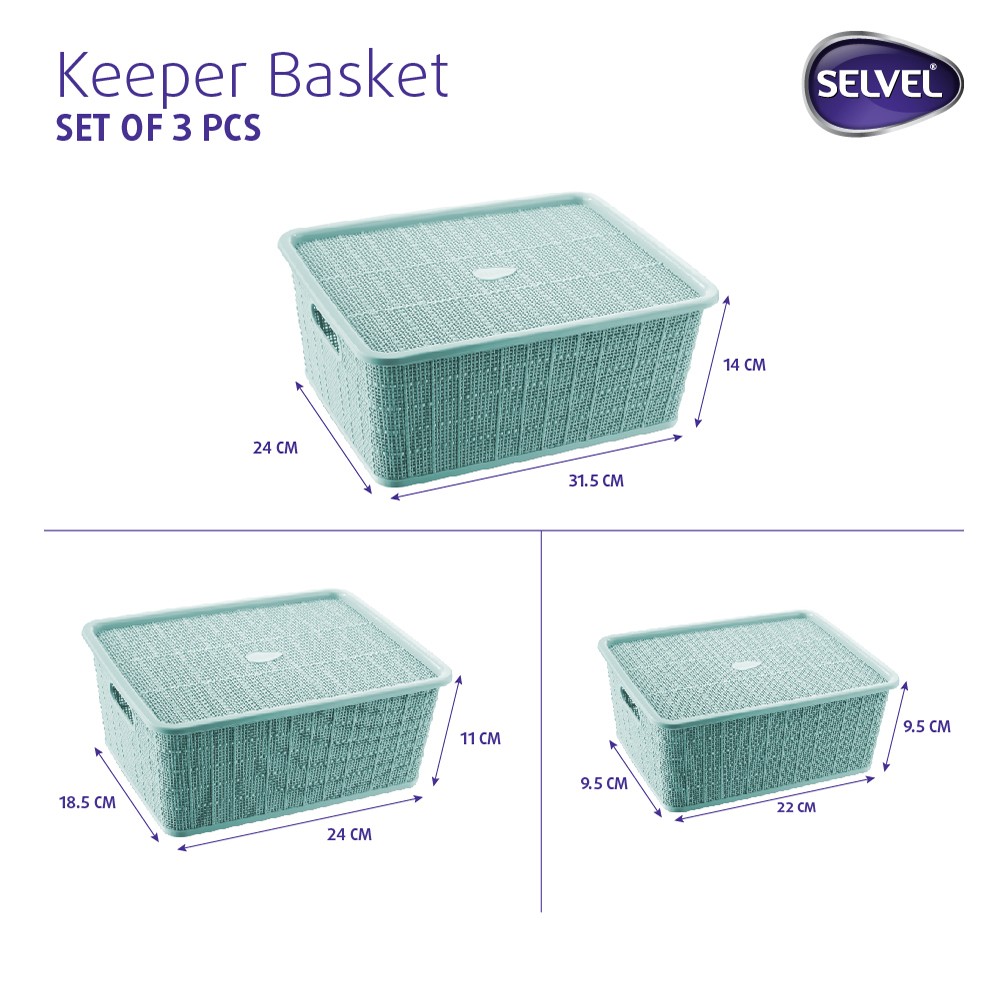 Keeper Basket
SET OF 3 PCS
SELVEL®
14 CM
24 CM
31.5 CM
11 CM
18.5 CM
24 CM
9.5 CM
9.5 CM
22 CM